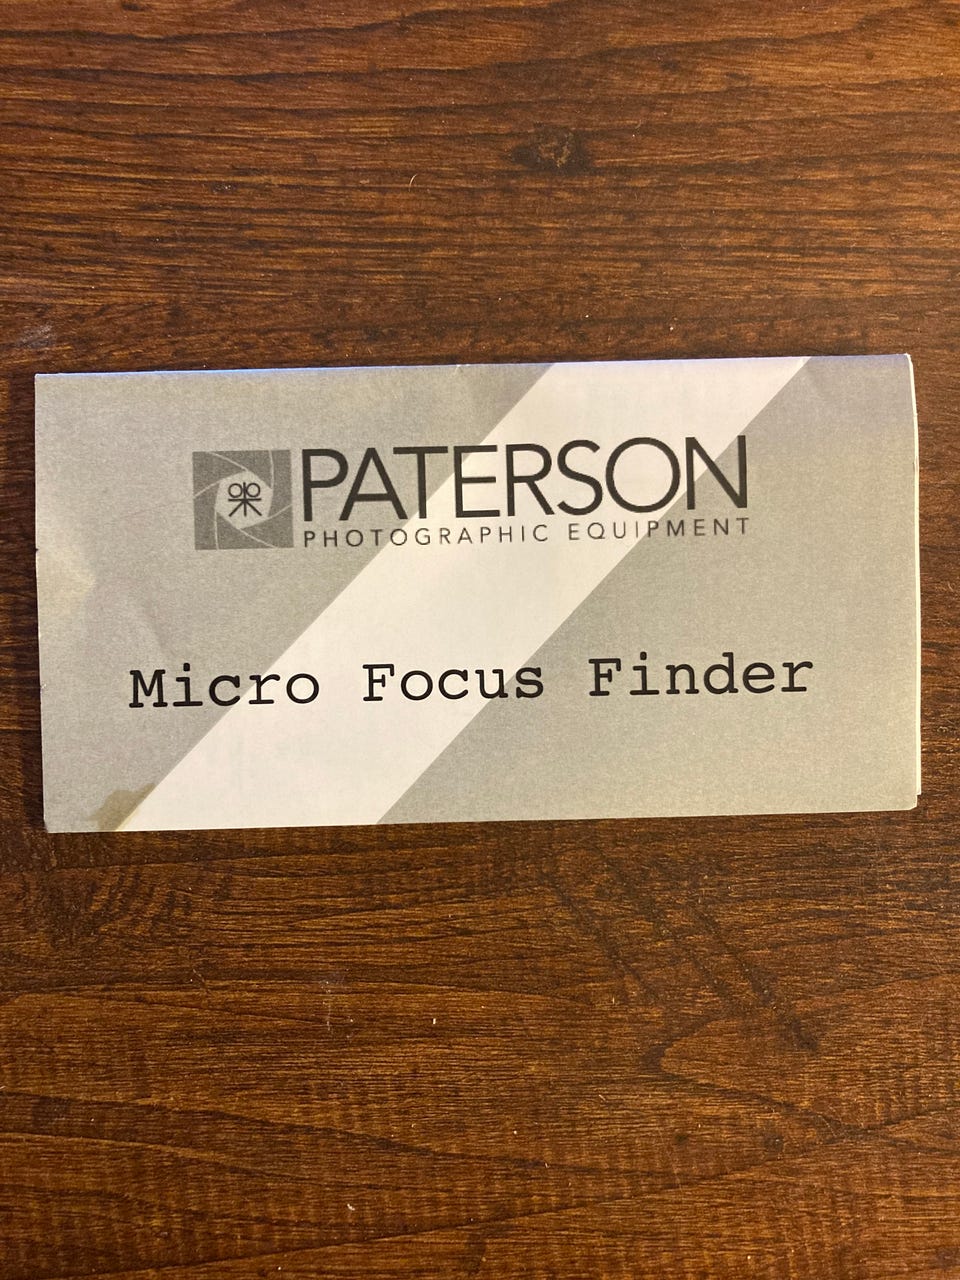 PATERSON
PHOTOGRAPHIC EQUIPMENT
Micro Focus Finder